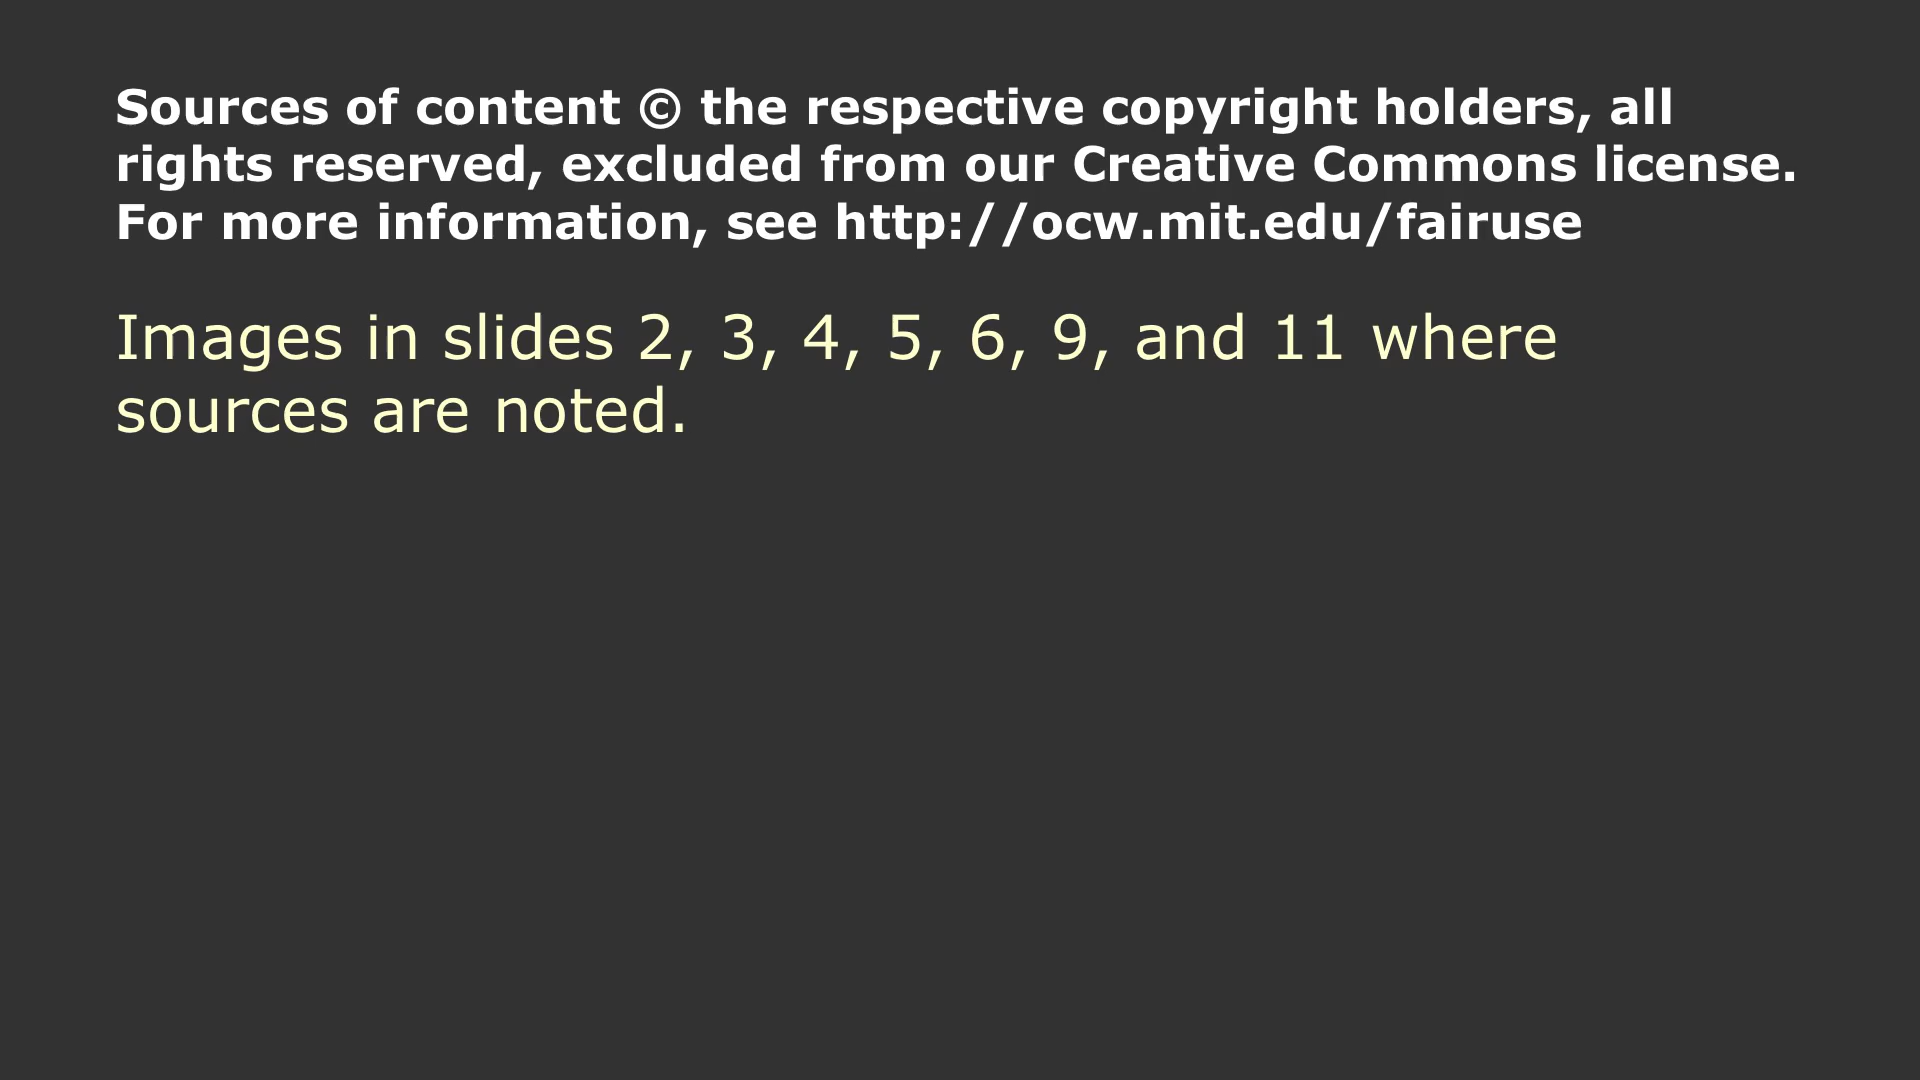 Sources of content © the respective copyright holders, all
rights reserved, excluded from our Creative Commons license.
For more information, see http://ocw.mit.edu/fairuse
Images in slides 2, 3, 4, 5, 6, 9, and 11 where
sources are noted.